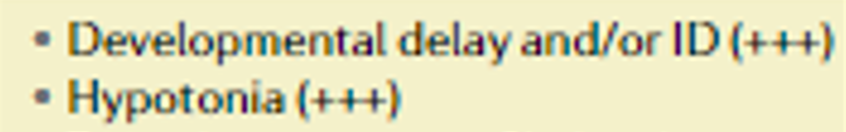 • Developmental delay and/or ID (+++)
• Hypotonia (+++)